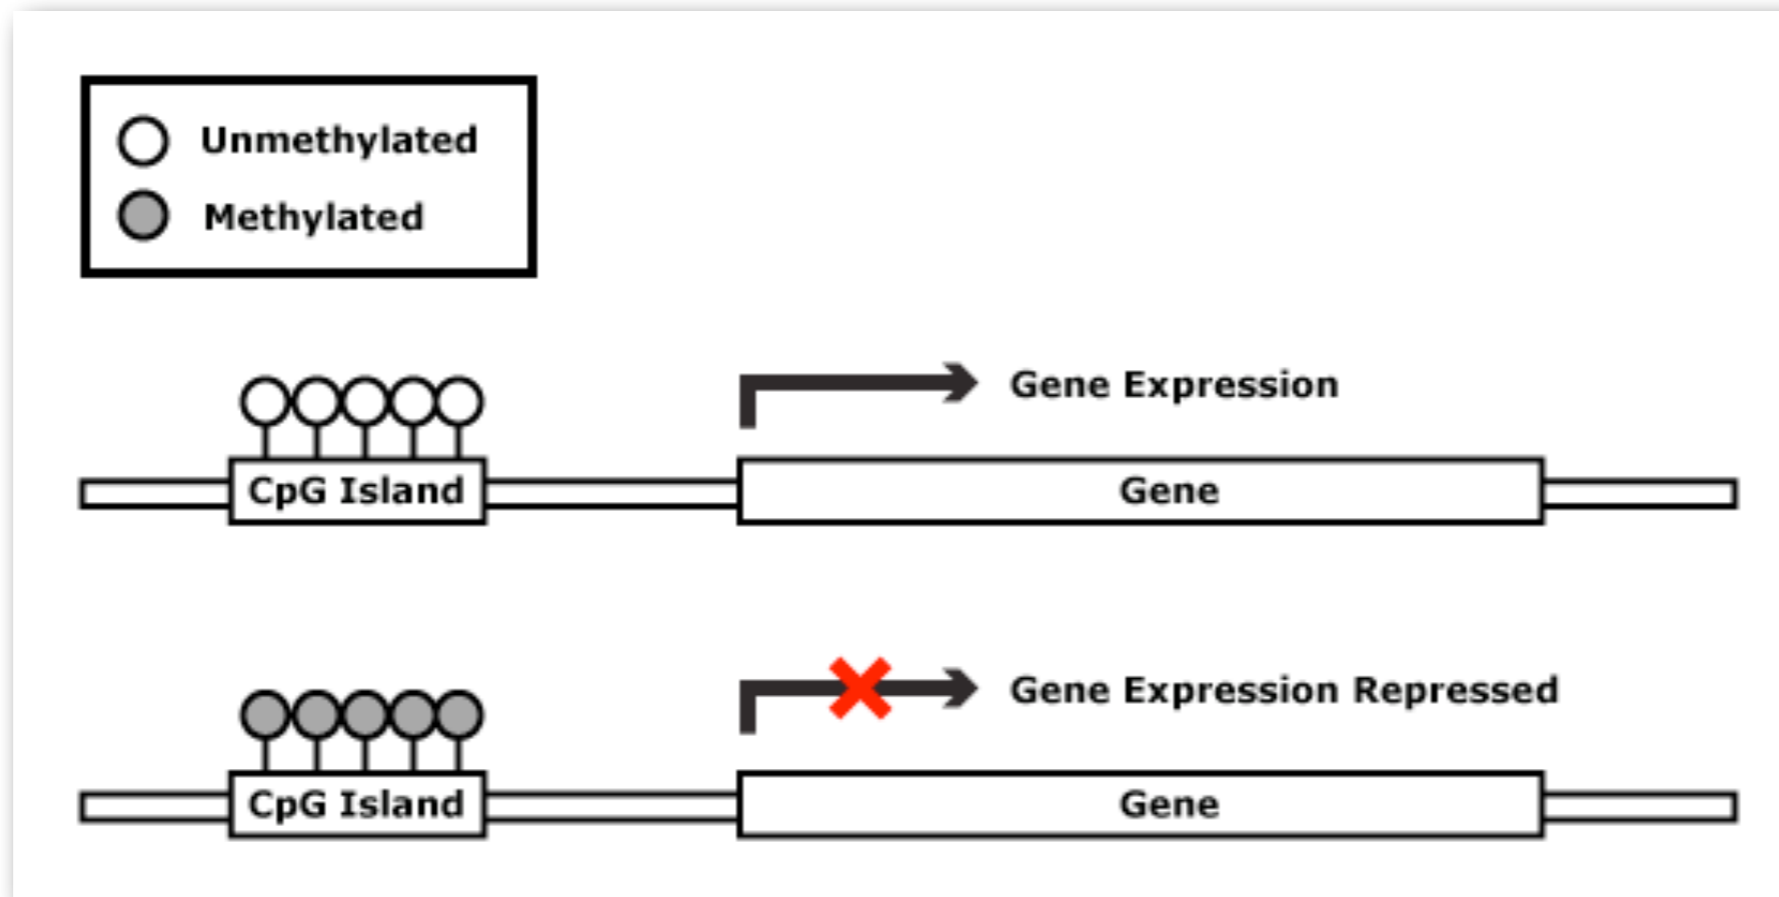 Unmethylated
Methylated
Gene Expression
CpG Island
Gene
Gene Expression Repressed
CpG Island
Gene